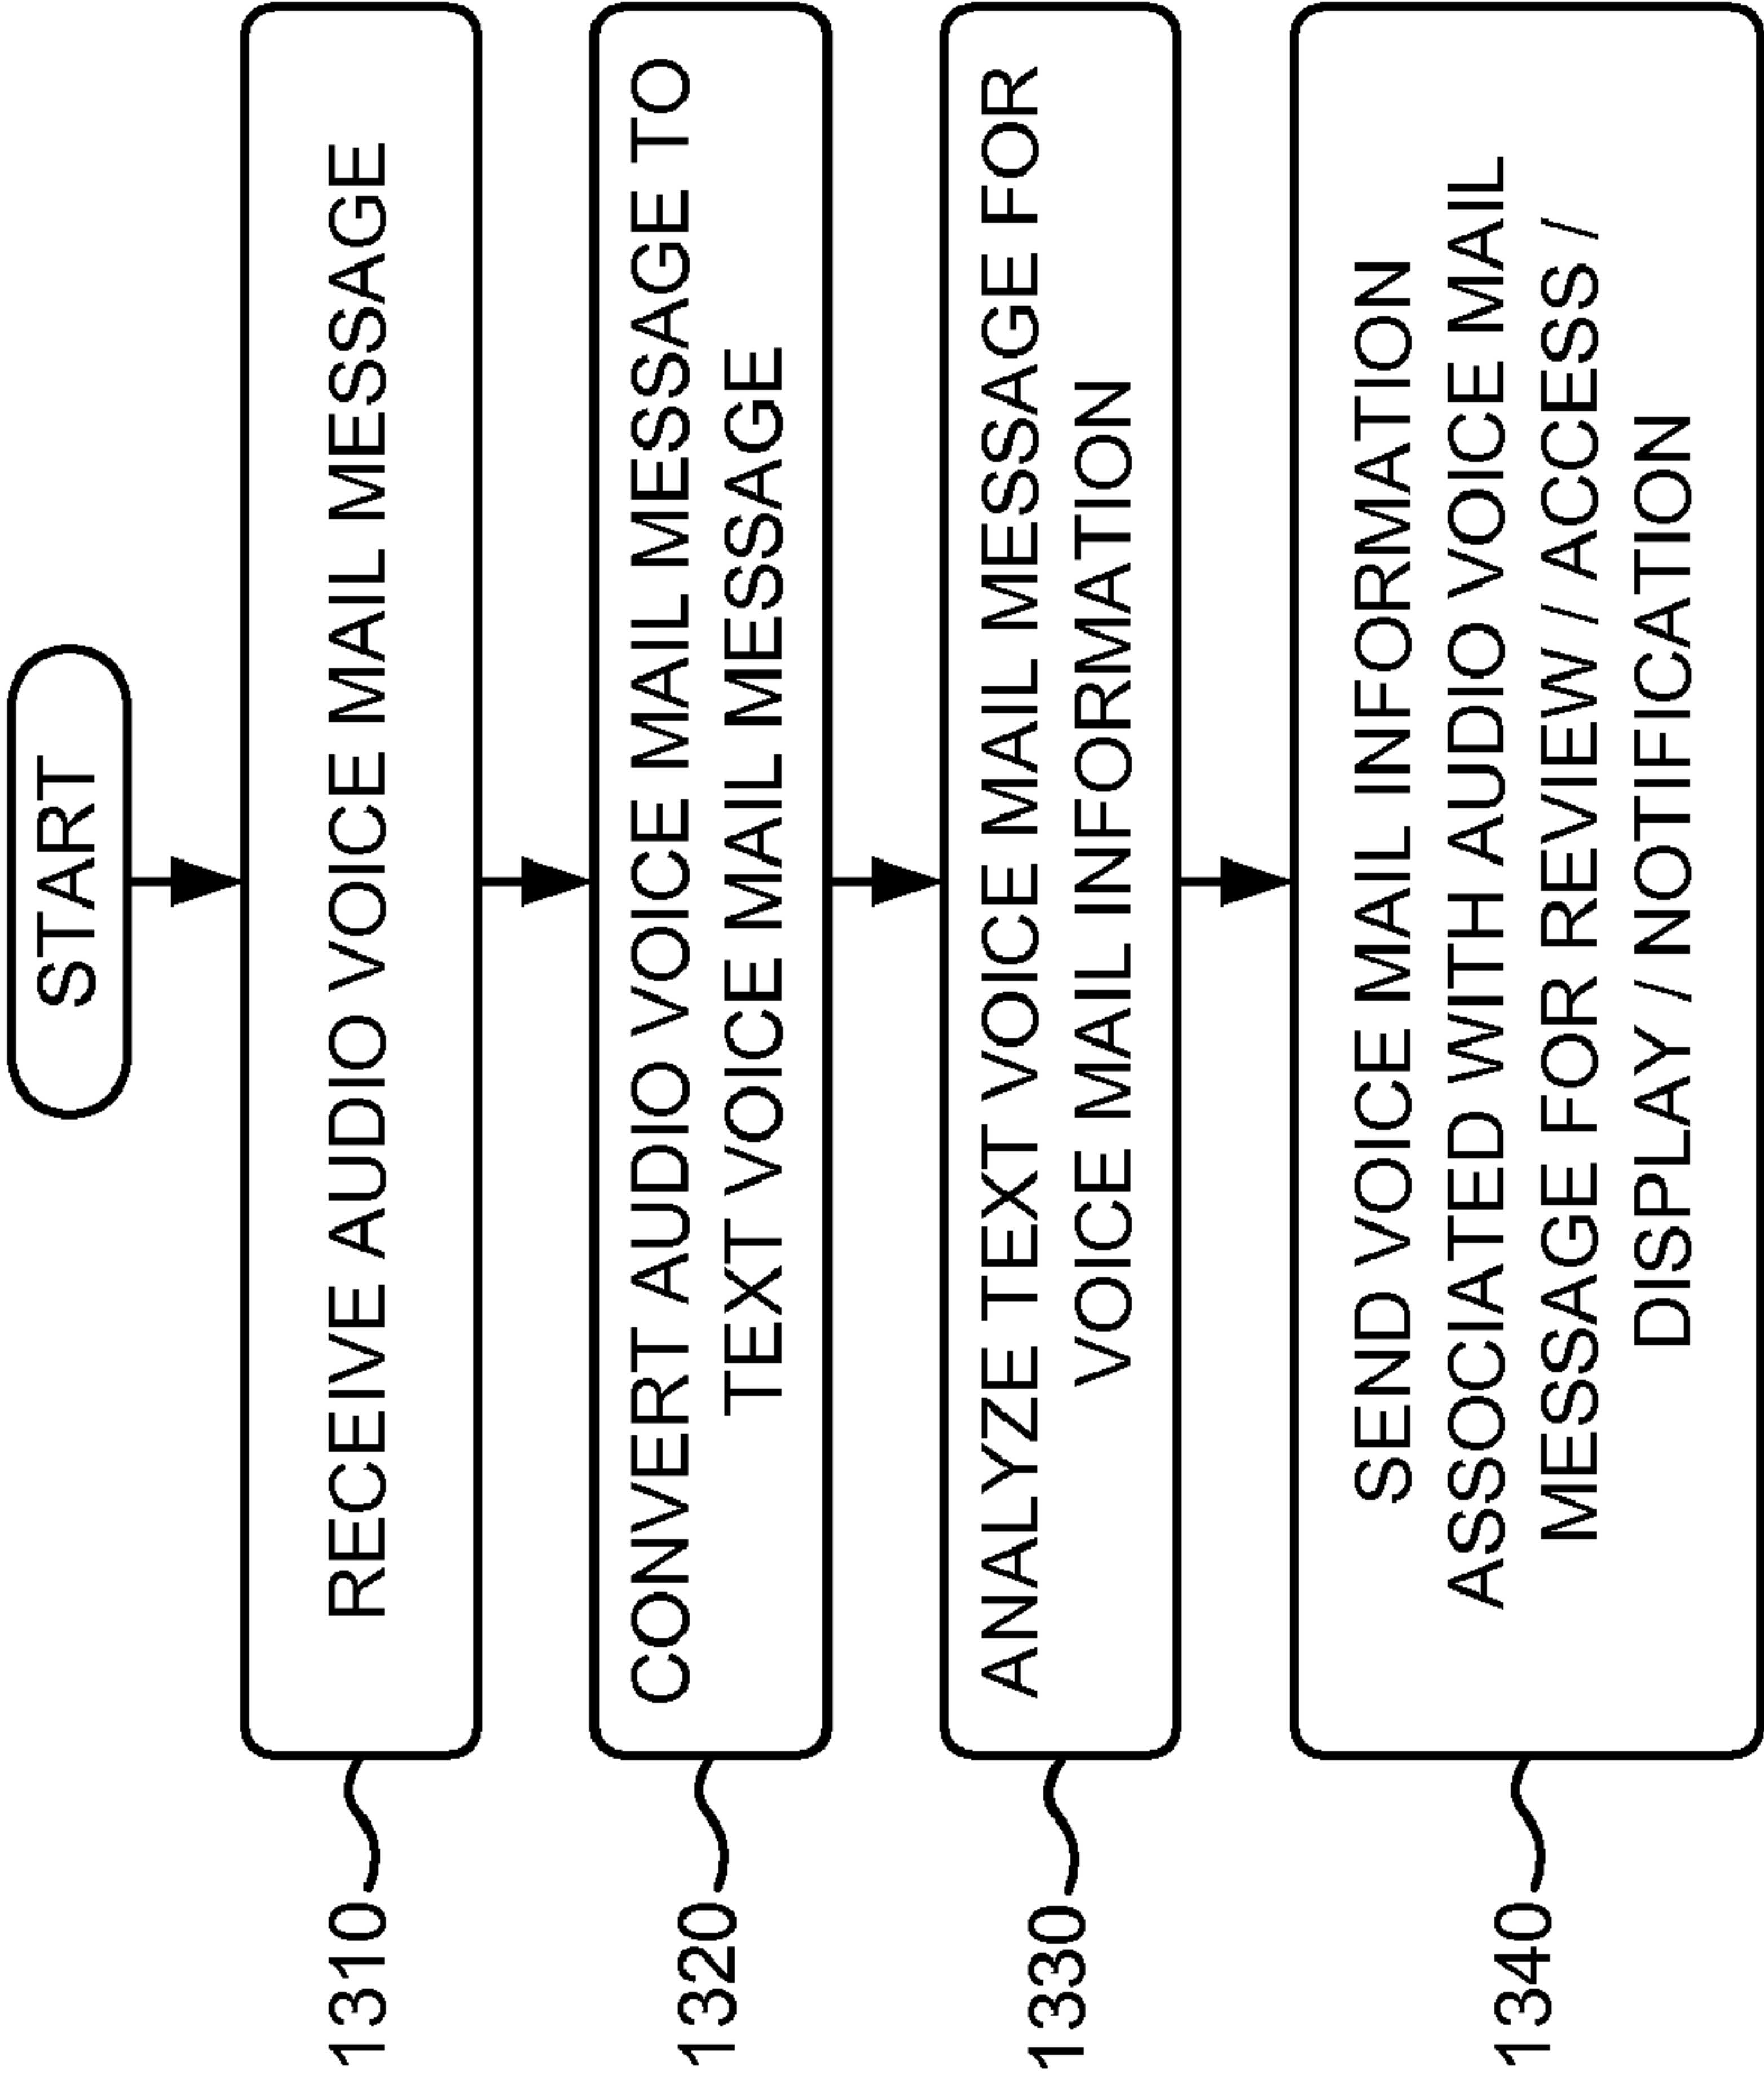 START
1310
RECEIVE AUDIO VOICE MAIL MESSAGE
1320
CONVERT AUDIO VOICE MAIL MESSAGE TO
TEXT VOICE MAIL MESSAGE
1330
ANALYZE TEXT VOICE MAIL MESSAGE FOR
VOICE MAIL INFORMATION
1340
SEND VOICE MAIL INFORMATION
ASSOCIATED WITH AUDIO VOICE MAIL
MESSAGE FOR REVIEW / ACCESS /
DISPLAY / NOTIFICATION